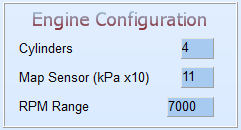 Engine Configuration
Cylinders 4
Map Sensor (kPa x10) 11
RPM Range 7000